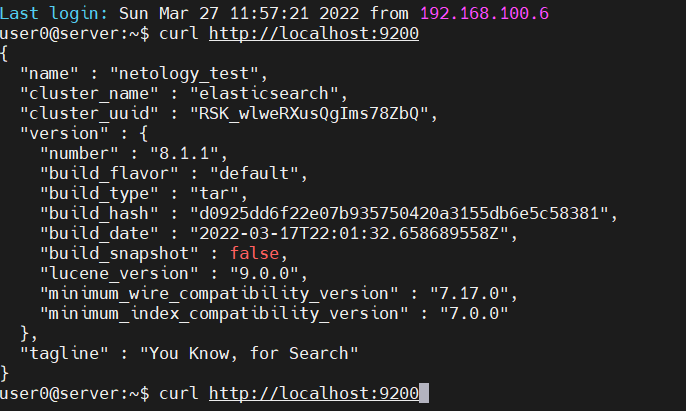 Last login: Sun Mar 27 11:57:21 2022 from 192.168.100.6
user0@server:~$ curl http://localhost:9200
{
  "name" : "netology_test",
  "cluster_name" : "elasticsearch",
  "cluster_uuid" : "RSK_wlweRXusQgIms78ZbQ",
  "version" : {
    "number" : "8.1.1",
    "build_flavor" : "default",
    "build_type" : "tar",
    "build_hash" : "d0925dd6f22e07b935750420a3155db6e5c58381",
    "build_date" : "2022-03-17T22:01:32.658689558Z",
    "build_snapshot" : false,
    "lucene_version" : "9.0.0",
    "minimum_wire_compatibility_version" : "7.17.0",
    "minimum_index_compatibility_version" : "7.0.0"
  },
  "tagline" : "You Know, for Search"
}
user0@server:~$ curl http://localhost:9200